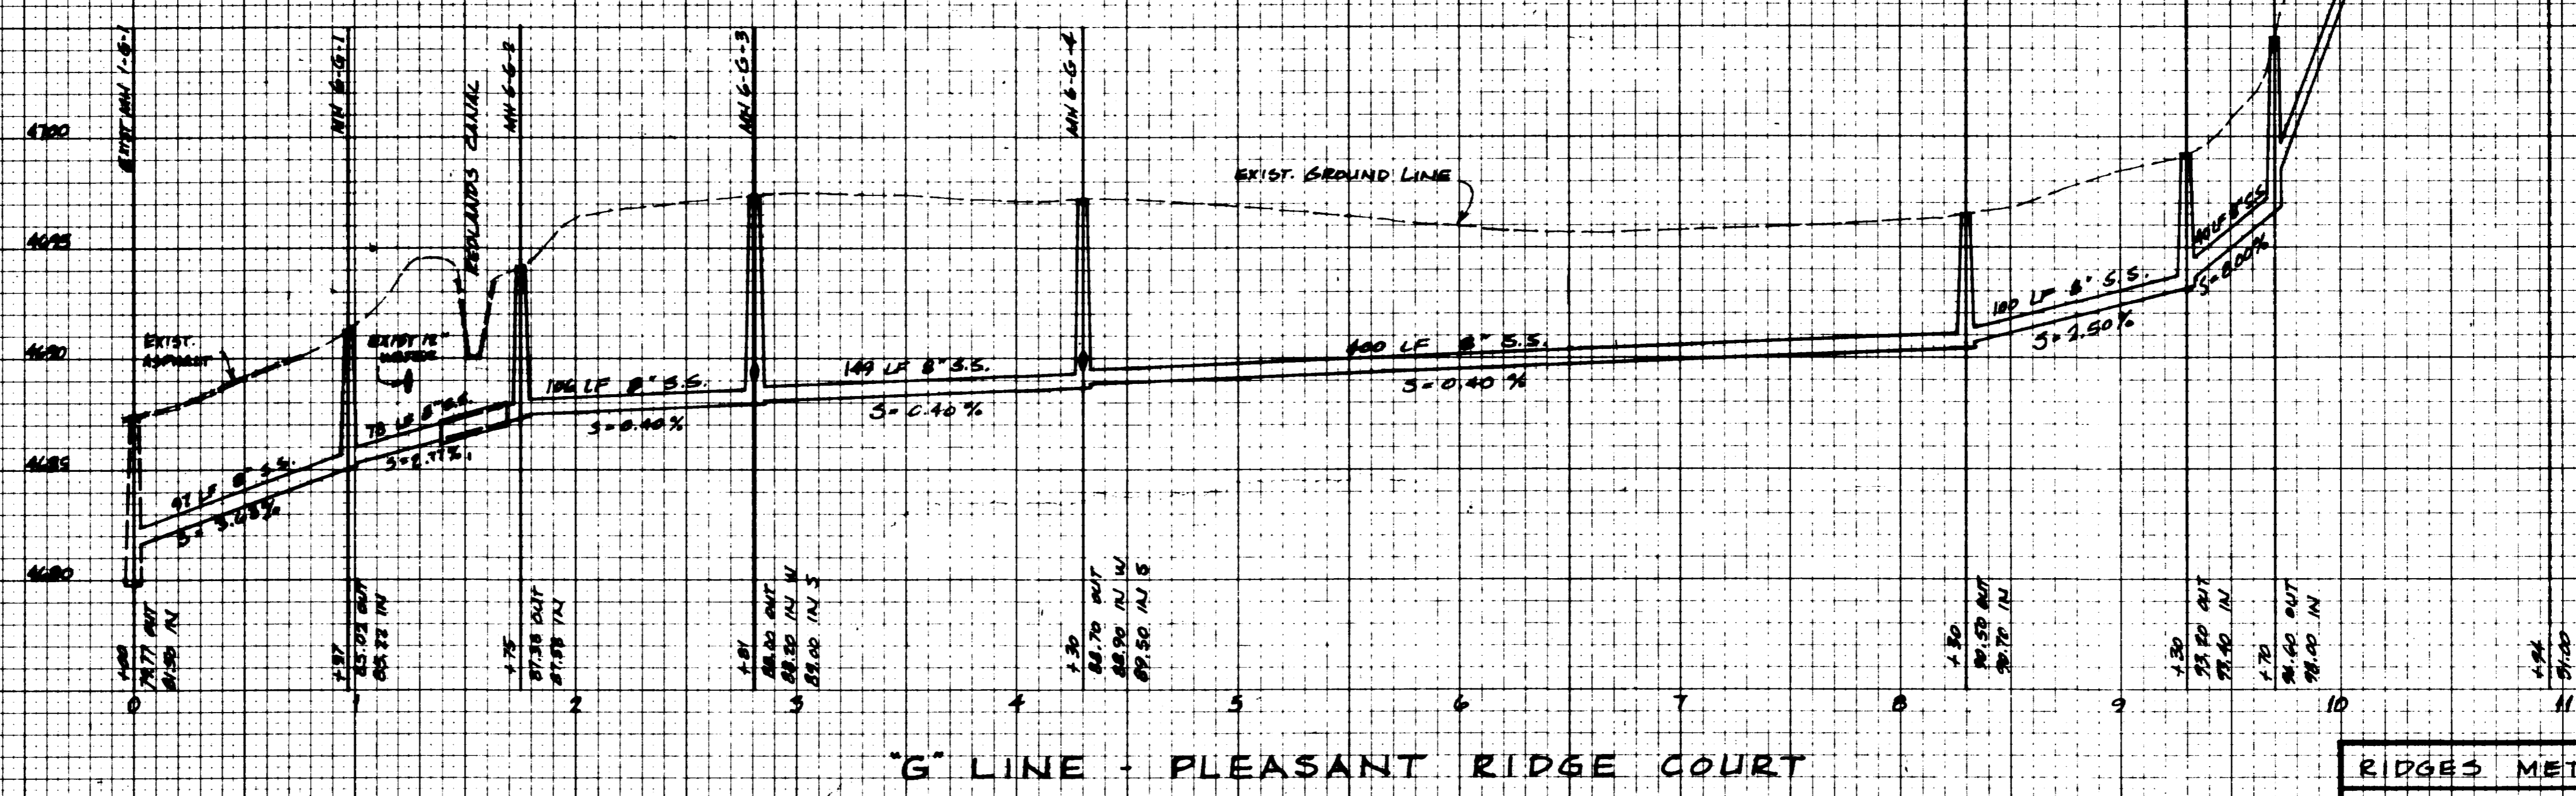 EXIST MH 1-G-1
MH 6-G-1
REDLANDS CANAL
MH 6-G-2
MH 6-G-3
MH 6-G-4
4700
4695
4690
4685
4680
EXIST. GROUND LINE
EXIST.
ASPHALT
EXIST 12"
WATER
97 LF 8" S.S.
78 LF 8" S.S.
S=2.77%
106 LF 8" S.S.
S=0.40%
149 LF 8" S.S.
S=0.40%
400 LF 8" S.S.
S=0.40%
100 LF 8" S.S.
S=2.50%
40 LF 8" S.S.
S=8.00%
+00
79.77 OUT
81.50 IN
+97
85.02 OUT
85.22 IN
+75
87.38 OUT
87.58 IN
+81
88.00 OUT
88.20 IN W
89.00 IN S
+30
88.70 OUT
88.90 IN W
89.50 IN S
+30
90.50 OUT
90.70 IN
+30
93.20 OUT
93.40 IN
+70
96.60 OUT
98.00 IN
+94
0 1 2 3 4 5 6 7 8 9 10 11
"G" LINE - PLEASANT RIDGE COURT
RIDGES MET